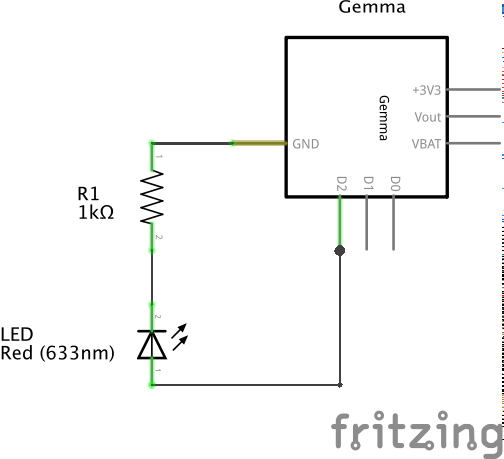 Gemma
+3V3
Gemma
Vout
GND
VBAT
1
D2
D1
D0
R1
1kΩ
2
2
LED
Red (633nm)
1
fritzing